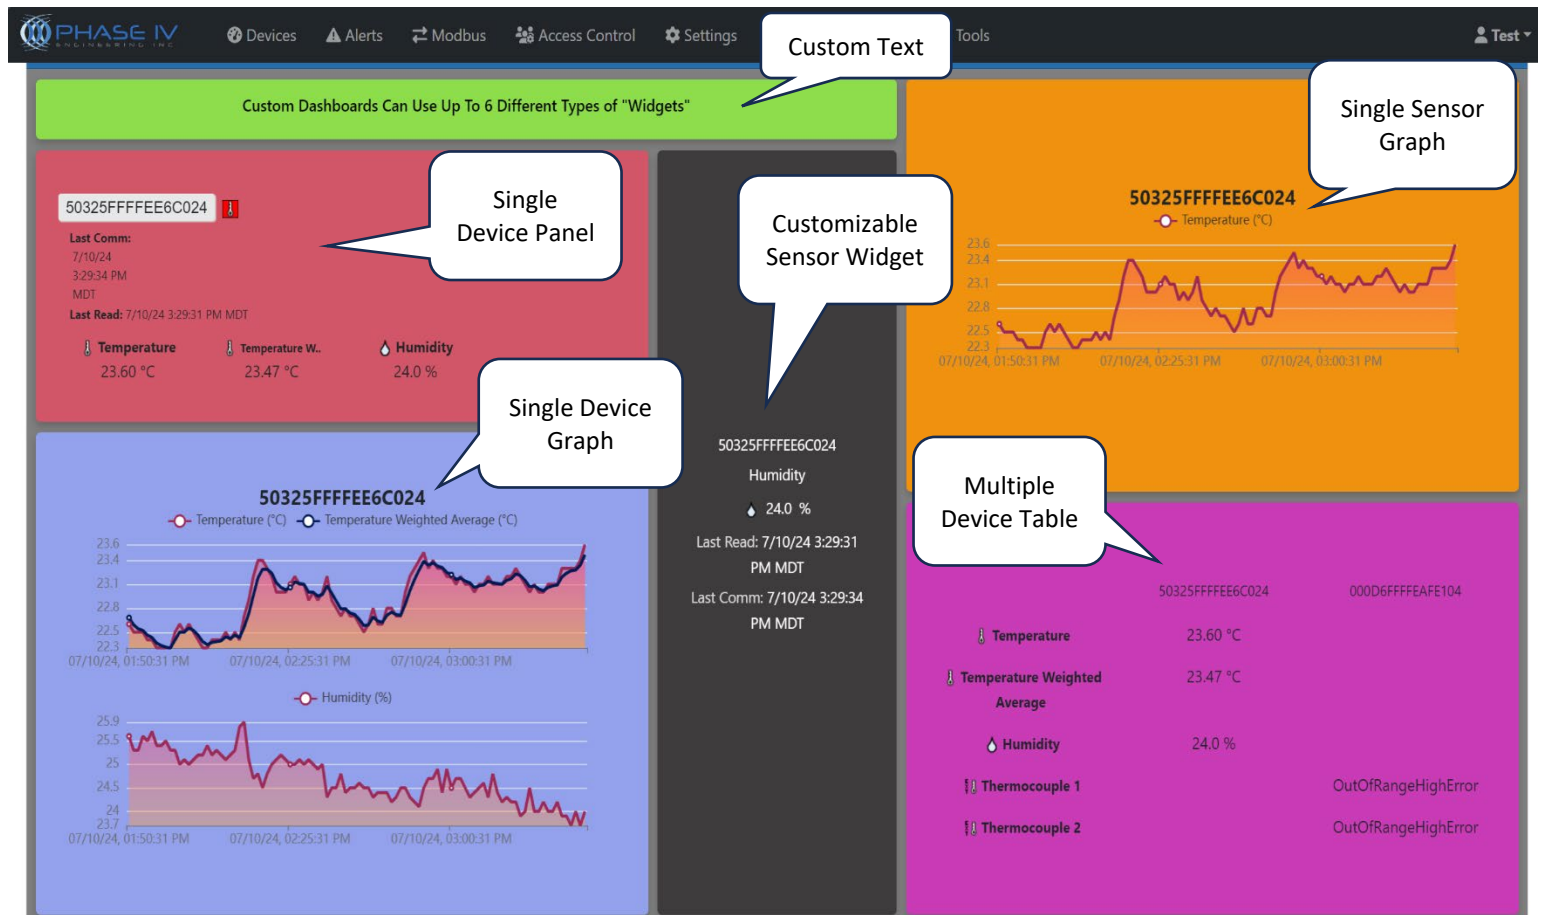 PHASE IV
ENGINEERING INC
Devices
Alerts
Modbus
Access Control
Settings
Tools
Test
Custom Text
Custom Dashboards Can Use Up To 6 Different Types of "Widgets"
Single Device Panel
50325FFFFEE6C024
Last Comm:
7/10/24
3:29:34 PM
MDT
Last Read: 7/10/24 3:29:31 PM MDT
Temperature
Temperature W..
Humidity
23.60 °C
23.47 °C
24.0 %
Single Device
Graph
50325FFFFEE6C024
Temperature (°C)
Temperature Weighted Average (°C)
23.6
23.4
23.1
22.8
22.5
22.3
07/10/24, 01:50:31 PM
07/10/24, 02:25:31 PM
07/10/24, 03:00:31 PM
Humidity (%)
25.9
25.5
25
24.5
24
23.7
07/10/24, 01:50:31 PM
07/10/24, 02:25:31 PM
07/10/24, 03:00:31 PM
Customizable
Sensor Widget
50325FFFFEE6C024
Humidity
24.0 %
Last Read: 7/10/24 3:29:31
PM MDT
Last Comm: 7/10/24 3:29:34
PM MDT
Single Sensor
Graph
50325FFFFEE6C024
Temperature (°C)
23.6
23.4
23.1
22.8
22.5
22.3
07/10/24, 01:50:31 PM
07/10/24, 02:25:31 PM
07/10/24, 03:00:31 PM
Multiple
Device Table
50325FFFFEE6C024
000D6FFFFEAFE104
Temperature
23.60 °C
Temperature Weighted
Average
23.47 °C
Humidity
24.0 %
Thermocouple 1
OutOfRangeHighError
Thermocouple 2
OutOfRangeHighError